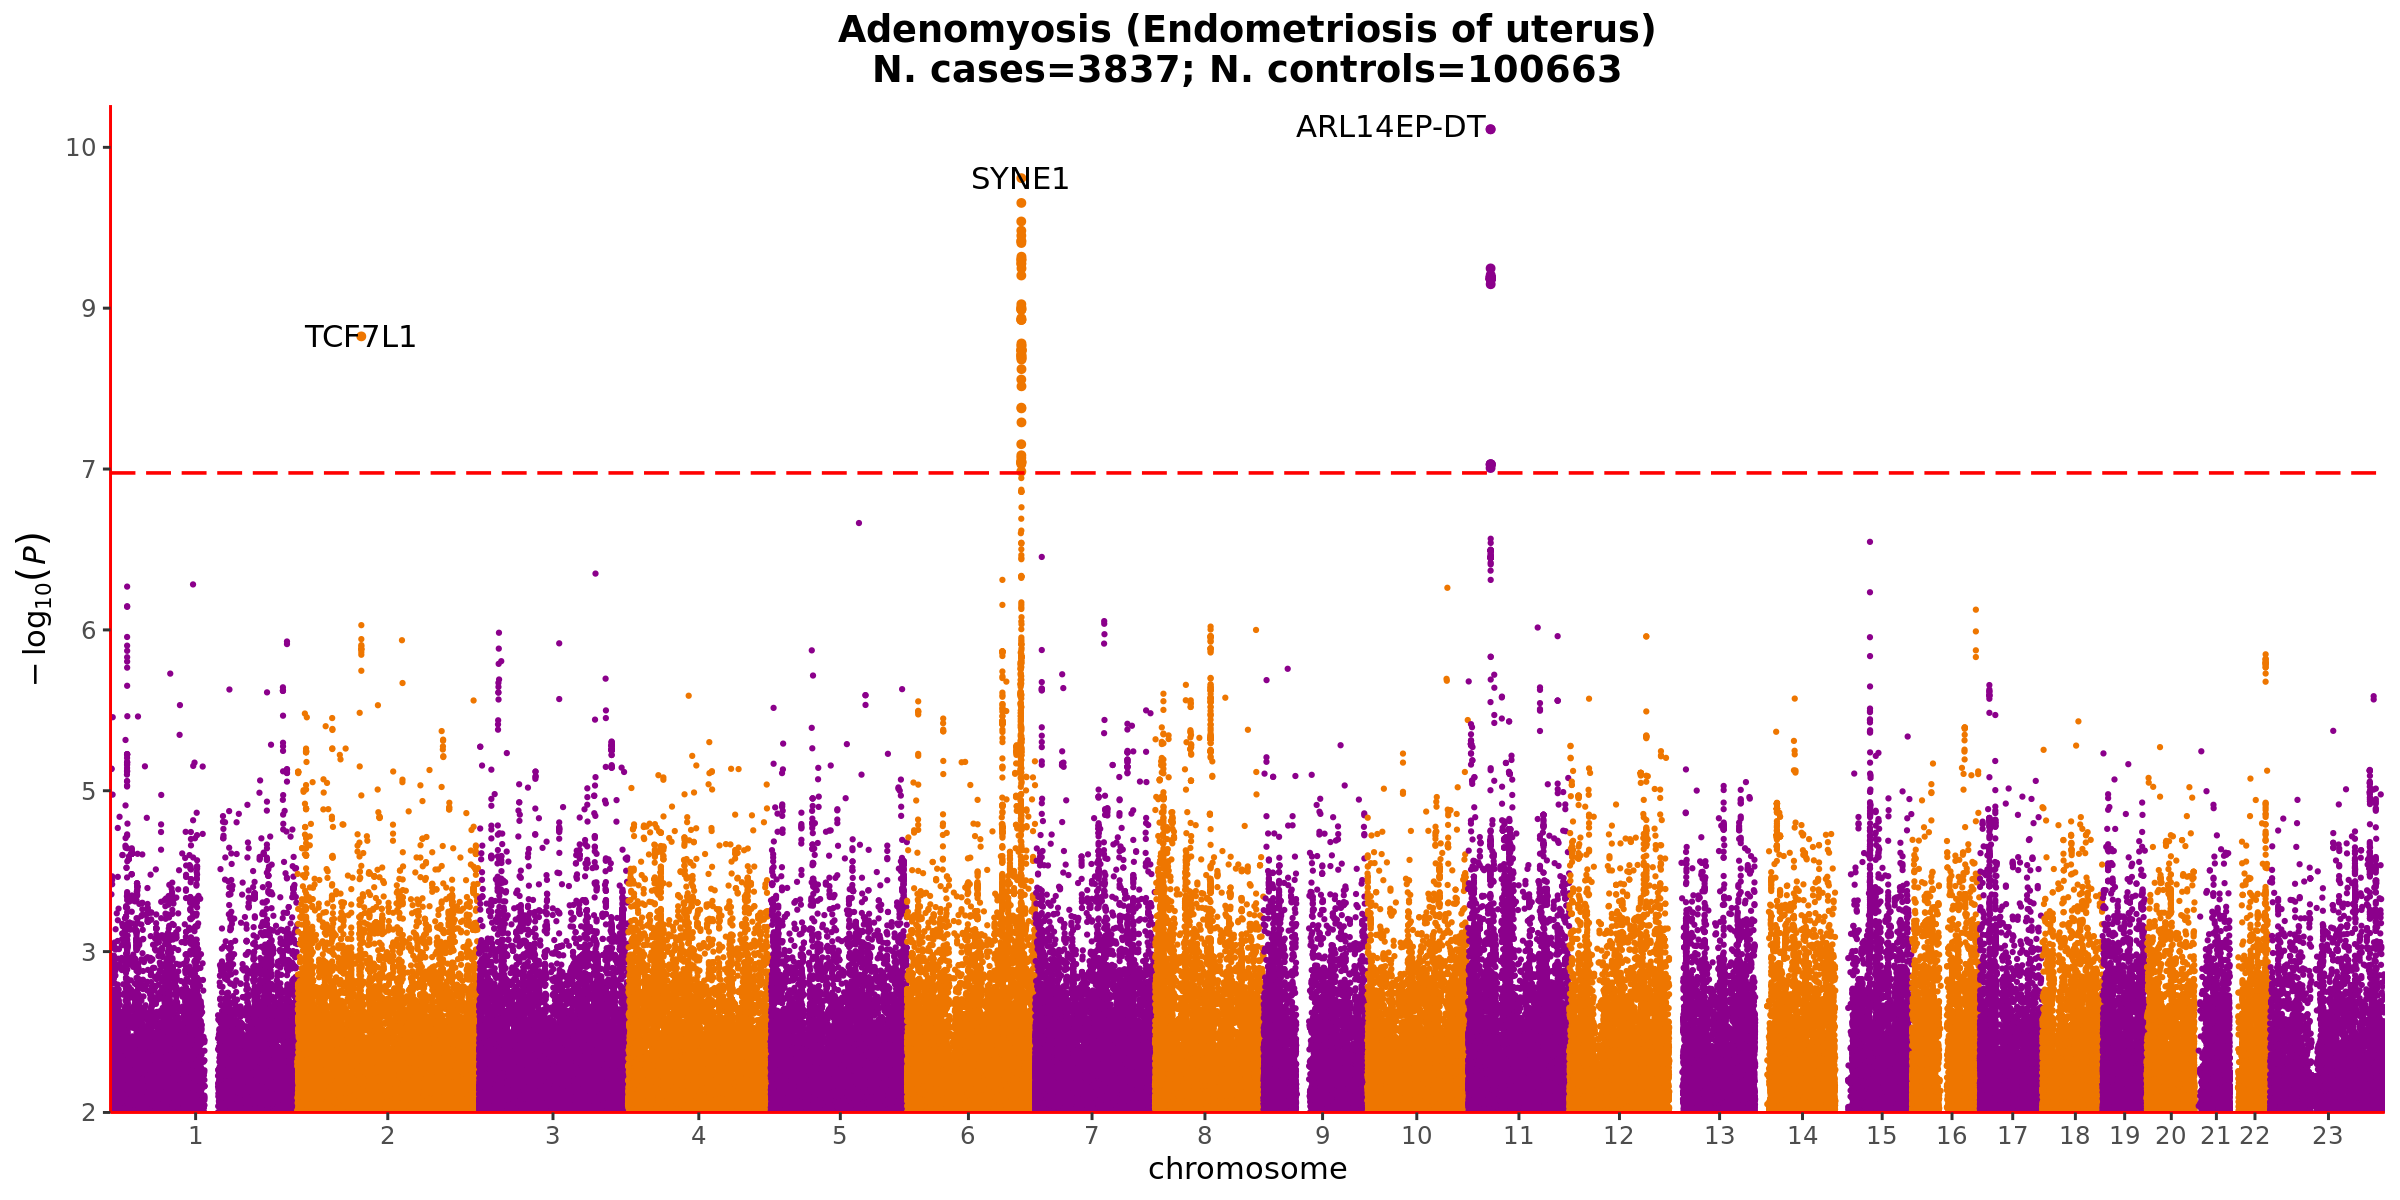 Adenomyosis (Endometriosis of uterus)
N. cases=3837; N. controls=100663
ARL14EP-DT
SYNE1
TCF7L1
10
9
7
6
5
3
2
−log10(P)
1 2 3 4 5 6 7 8 9 10 11 12 13 14 15 16 17 18 19 20 21 22 23
chromosome